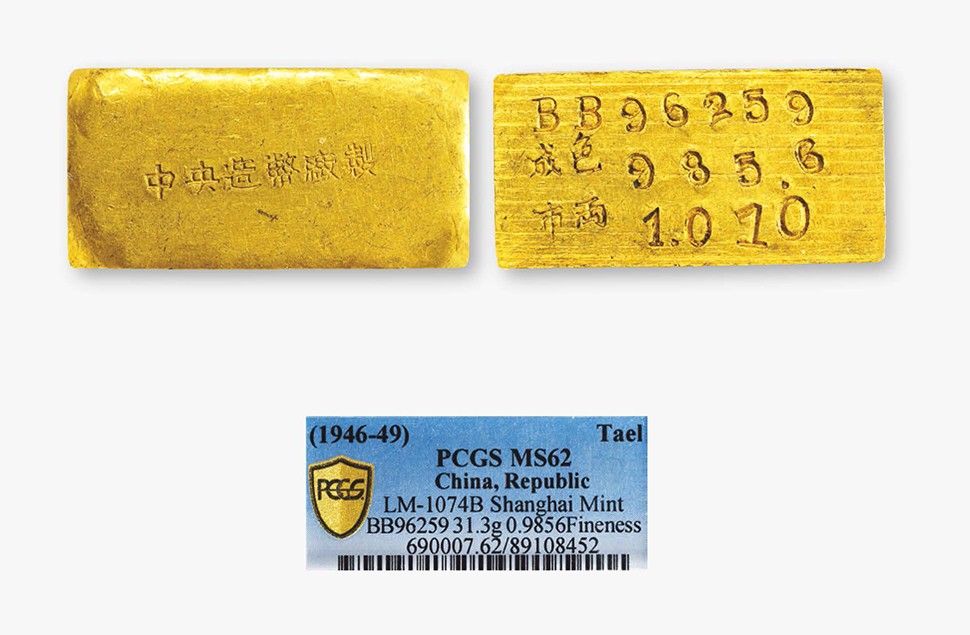 中央造幣廠製
BB96259
成色 985.6
市両 1.010
(1946-49) Tael
PCGS MS62
China, Republic
PCGS
LM-1074B Shanghai Mint
BB96259 31.3g 0.9856Fineness
690007.62/89108452